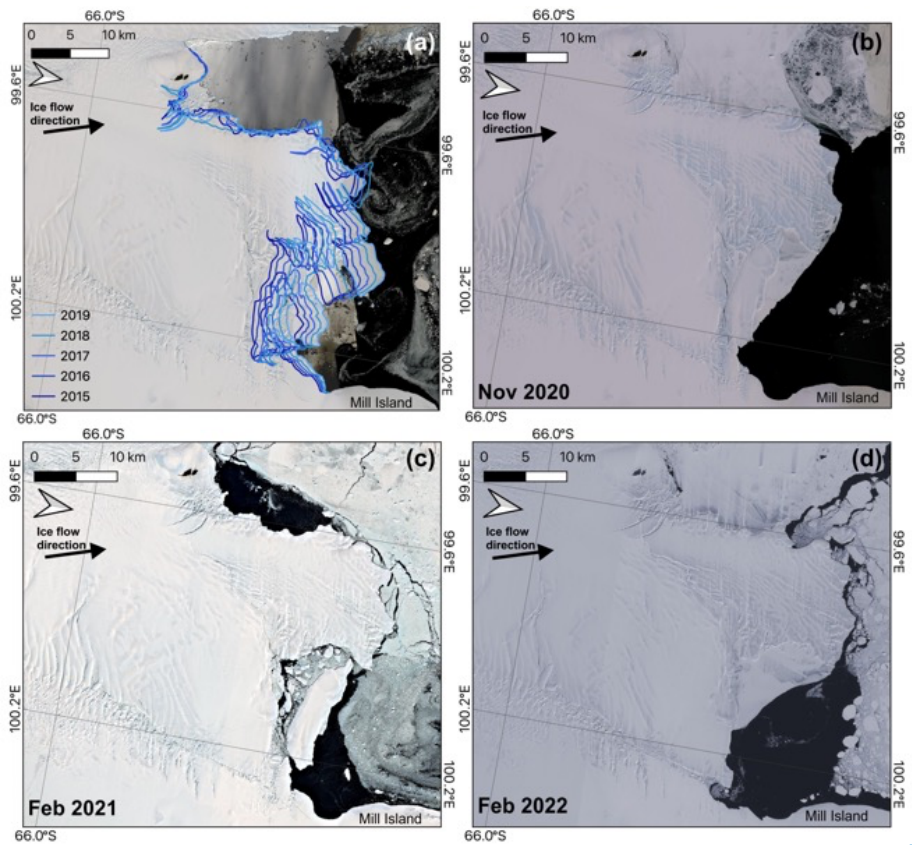 66.0°S
0 5 10 km
(a)
99.6°E
Ice flow
direction
99.6°E
100.2°E
2019
2018
2017
2016
2015
100.2°E
Mill Island
66.0°S
66.0°S
0 5 10 km
(b)
99.6°E
Ice flow
direction
99.6°E
100.2°E
100.2°E
Nov 2020
Mill Island
66.0°S
66.0°S
0 5 10 km
(c)
99.6°E
Ice flow
direction
99.6°E
100.2°E
100.2°E
Feb 2021
Mill Island
66.0°S
66.0°S
0 5 10 km
(d)
99.6°E
Ice flow
direction
99.6°E
100.2°E
100.2°E
Feb 2022
Mill Island
66.0°S